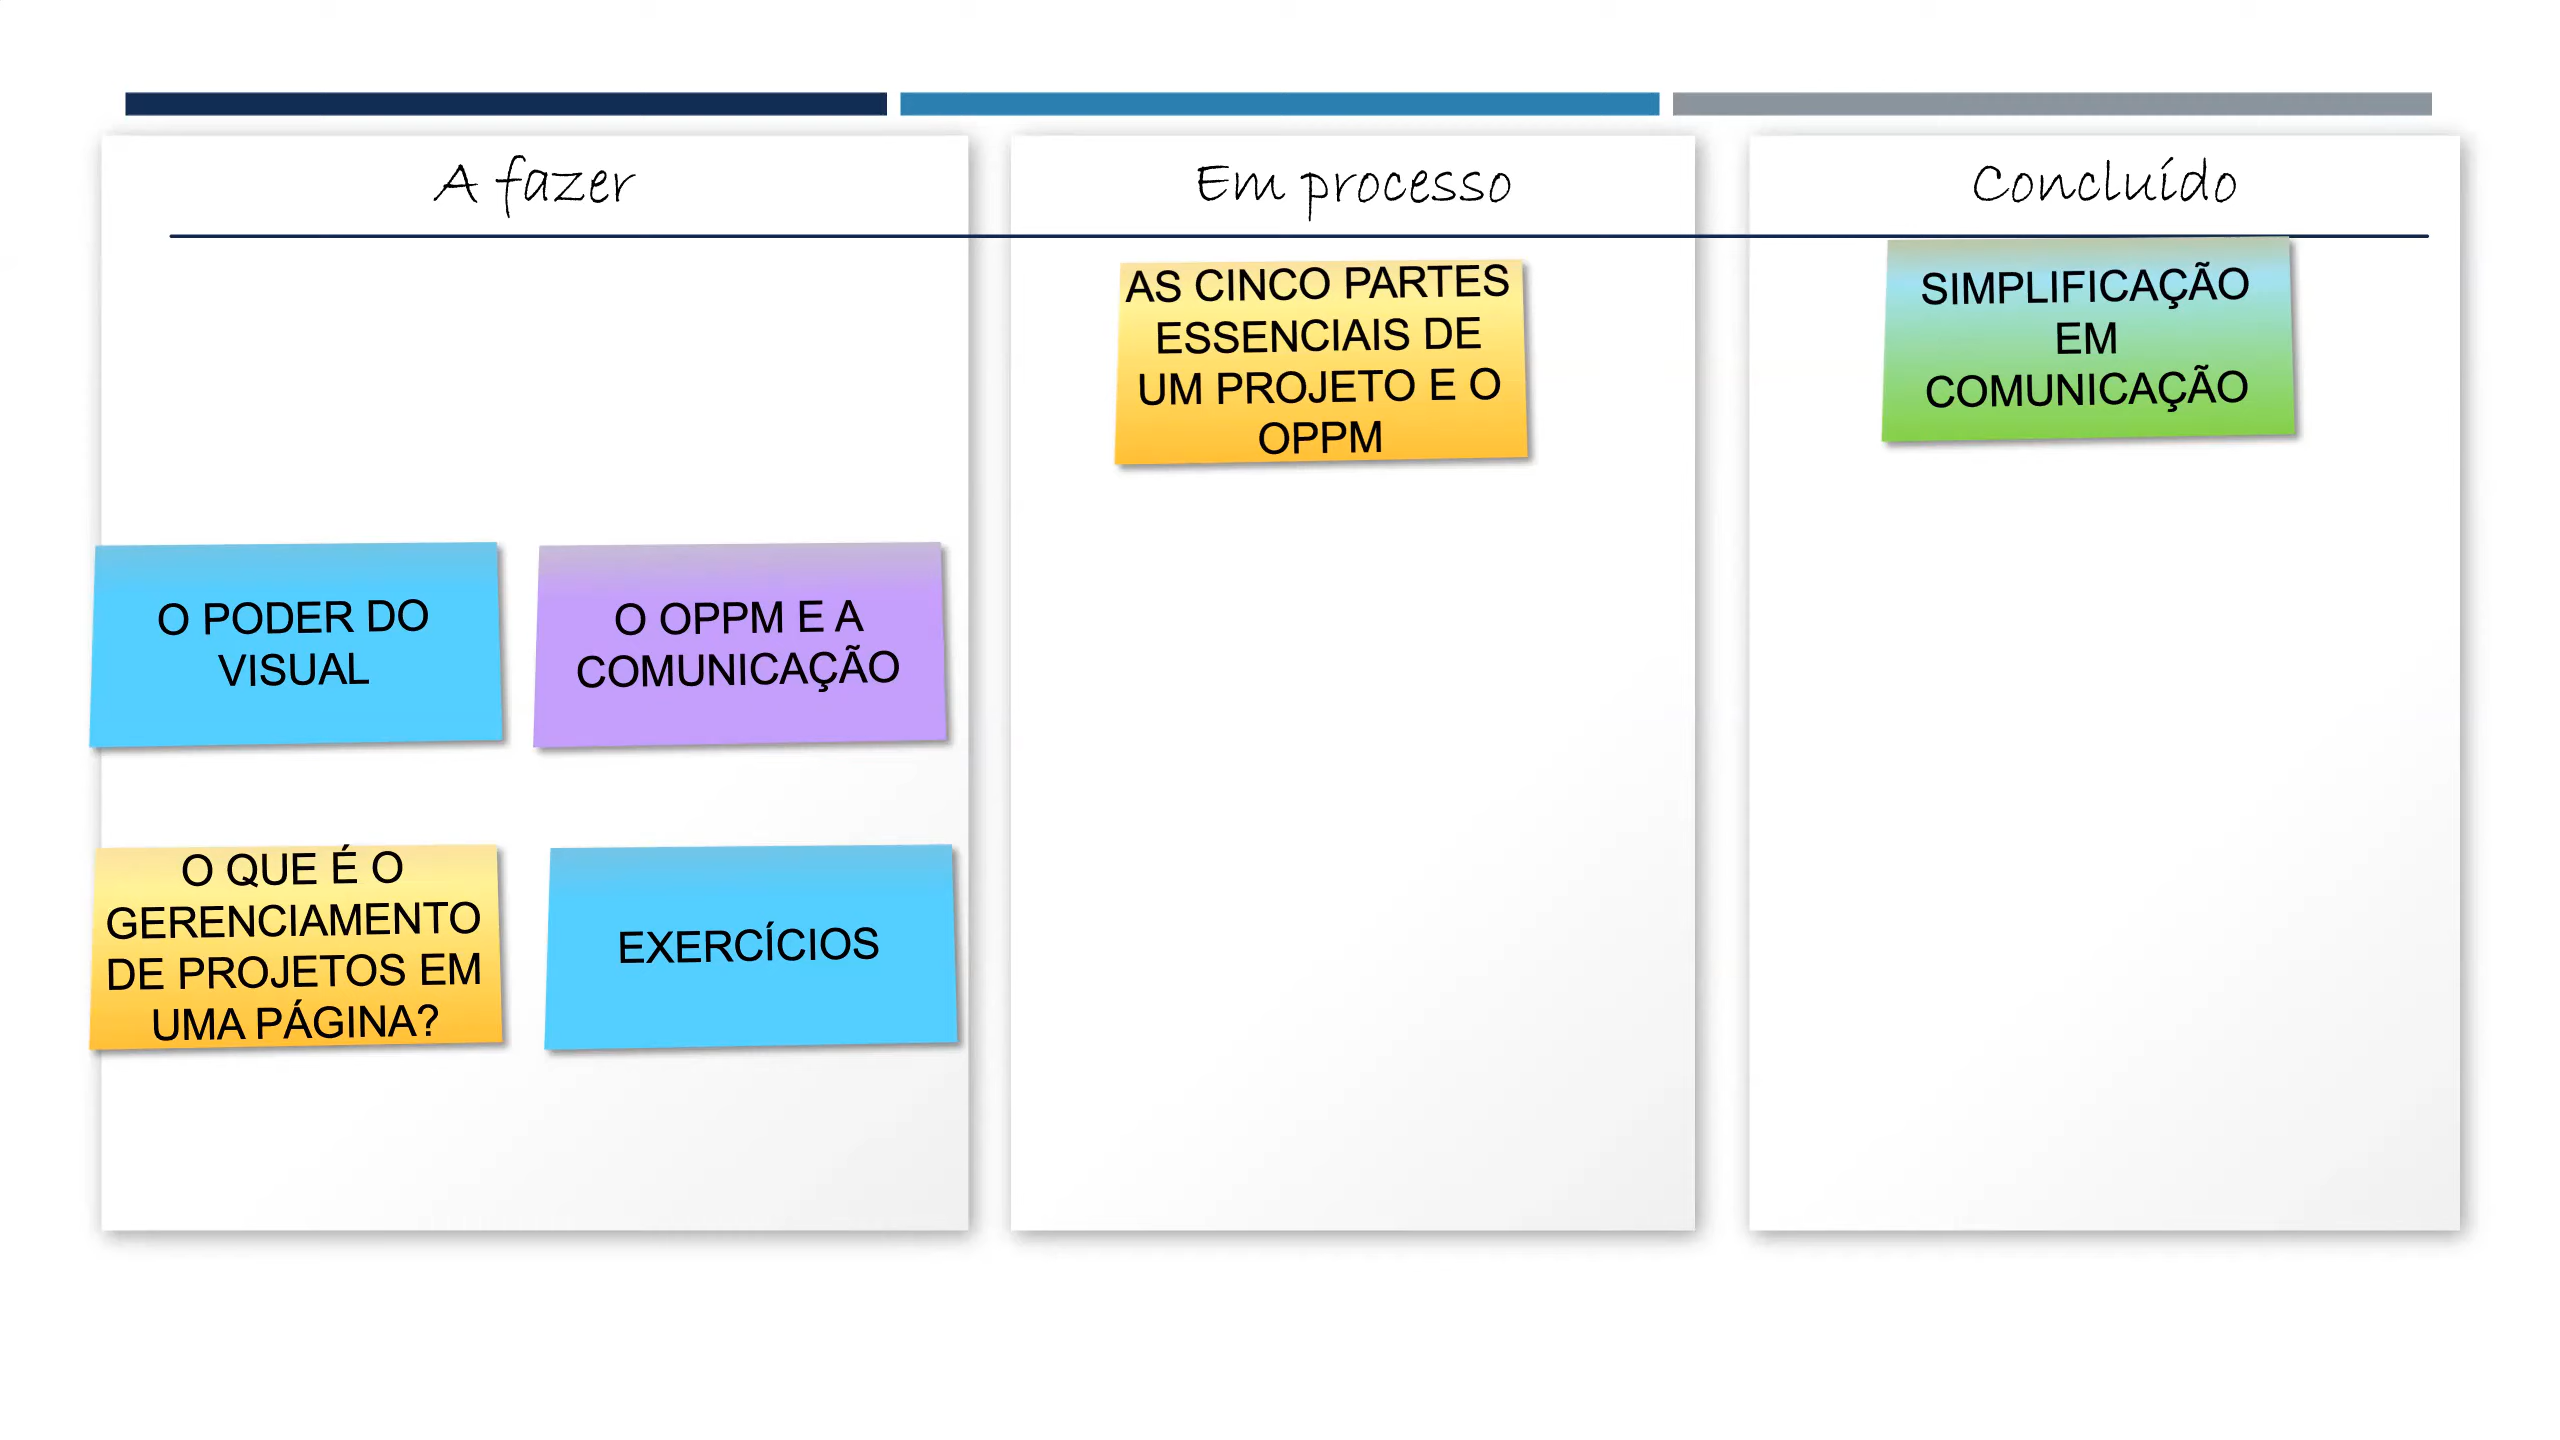 A fazer
Em processo
Concluído
AS CINCO PARTES
ESSENCIAIS DE
UM PROJETO E O
OPPM
SIMPLIFICAÇÃO
EM
COMUNICAÇÃO
O PODER DO
VISUAL
O OPPM E A
COMUNICAÇÃO
O QUE É O
GERENCIAMENTO
DE PROJETOS EM
UMA PÁGINA?
EXERCÍCIOS